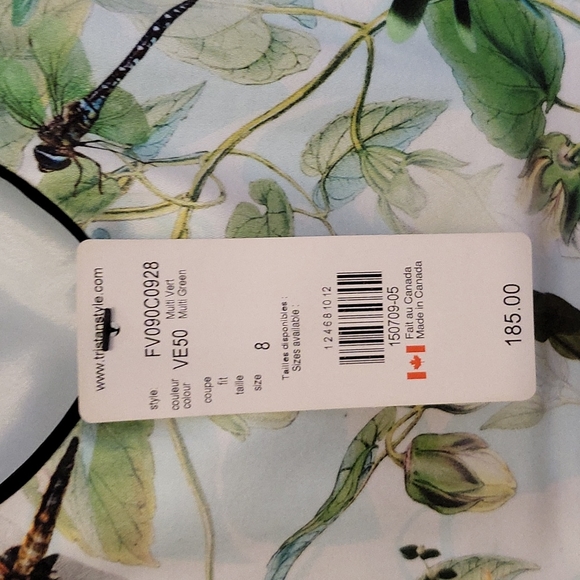 www.tristanstyle.com
style FV090C0928
couleur VE50 Multi Vert
colour Multi Green
coupe
fit
taille
size 8
Tailles disponibles :
Sizes available :
1 2 4 6 8 10 12
150709-05
Fait au Canada
Made in Canada
185.00